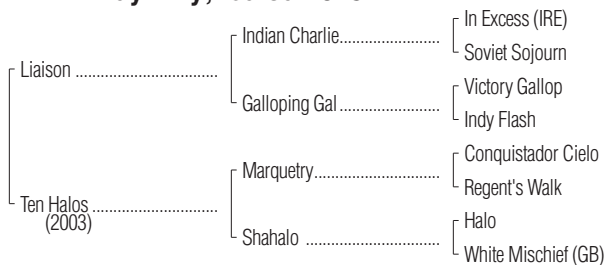 In Excess (IRE)
Indian Charlie
Soviet Sojourn
Liaison
Victory Gallop
Galloping Gal
Indy Flash
Conquistador Cielo
Marquetry
Regent's Walk
Ten Halos
(2003)
Halo
Shahalo
White Mischief (GB)